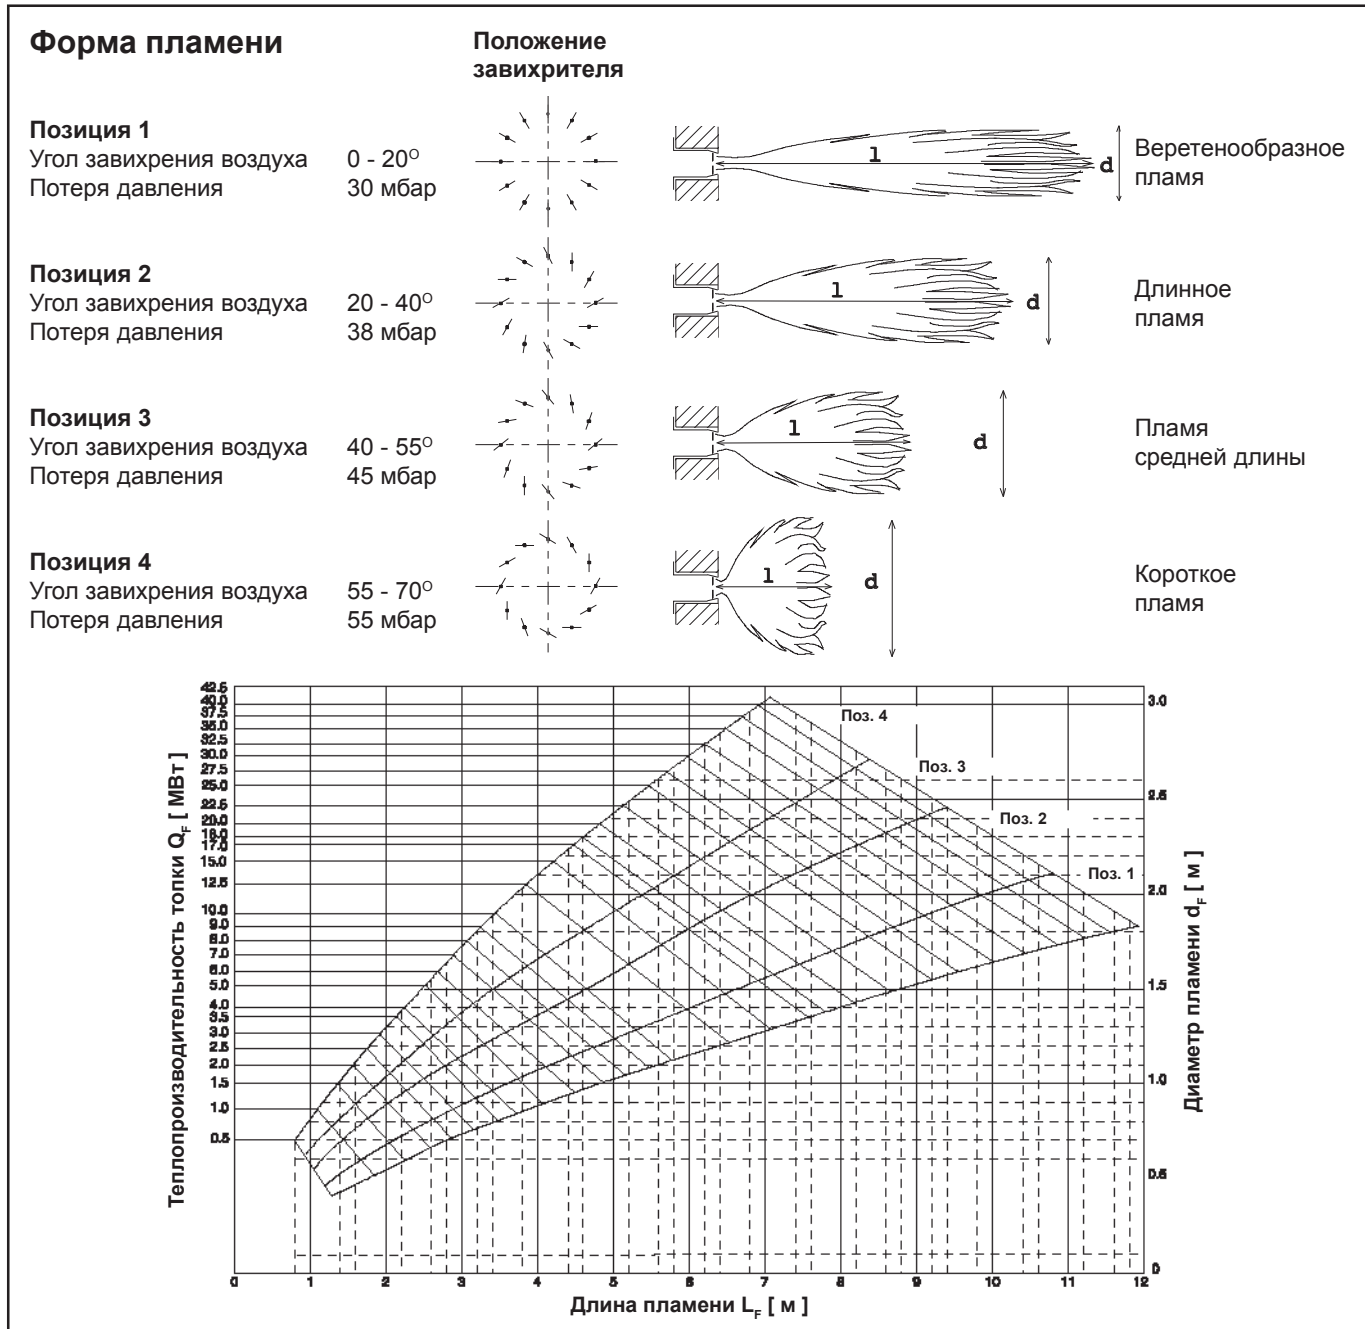 Форма пламени
Положение
завихрителя
Позиция 1
Угол завихрения воздуха 0 - 20°
Потеря давления 30 мбар
l
d
Веретенообразное
пламя
Позиция 2
Угол завихрения воздуха 20 - 40°
Потеря давления 38 мбар
l
d
Длинное
пламя
Позиция 3
Угол завихрения воздуха 40 - 55°
Потеря давления 45 мбар
l
d
Пламя
средней длины
Позиция 4
Угол завихрения воздуха 55 - 70°
Потеря давления 55 мбар
l
d
Короткое
пламя
Теплопроизводительность топки Q_F [ МВт ]
42.5
40.0
37.5
35.0
32.5
30.0
27.5
25.0
22.5
20.0
18.0
17.0
15.0
12.5
10.0
9.0
8.0
7.0
6.0
5.0
4.0
3.5
3.0
2.5
2.0
1.5
1.0
0.5
Поз. 4
Поз. 3
Поз. 2
Поз. 1
3.0
2.5
2.0
1.5
1.0
0.5
0
Диаметр пламени d_F [ м ]
0 1 2 3 4 5 6 7 8 9 10 11 12
Длина пламени L_F [ м ]